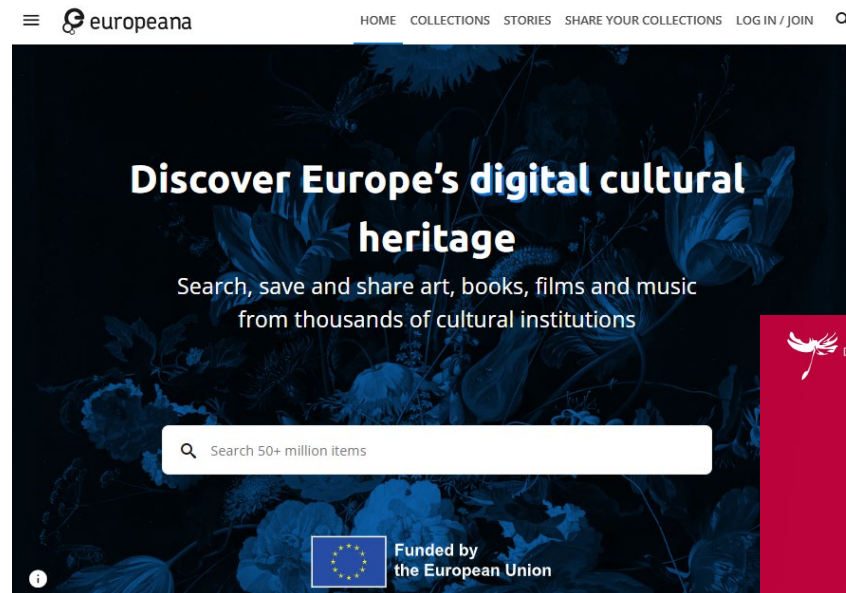 europeana
HOME COLLECTIONS STORIES SHARE YOUR COLLECTIONS LOG IN / JOIN
Discover Europe's digital cultural
heritage
Search, save and share art, books, films and music
from thousands of cultural institutions
Search 50+ million items
Funded by
the European Union